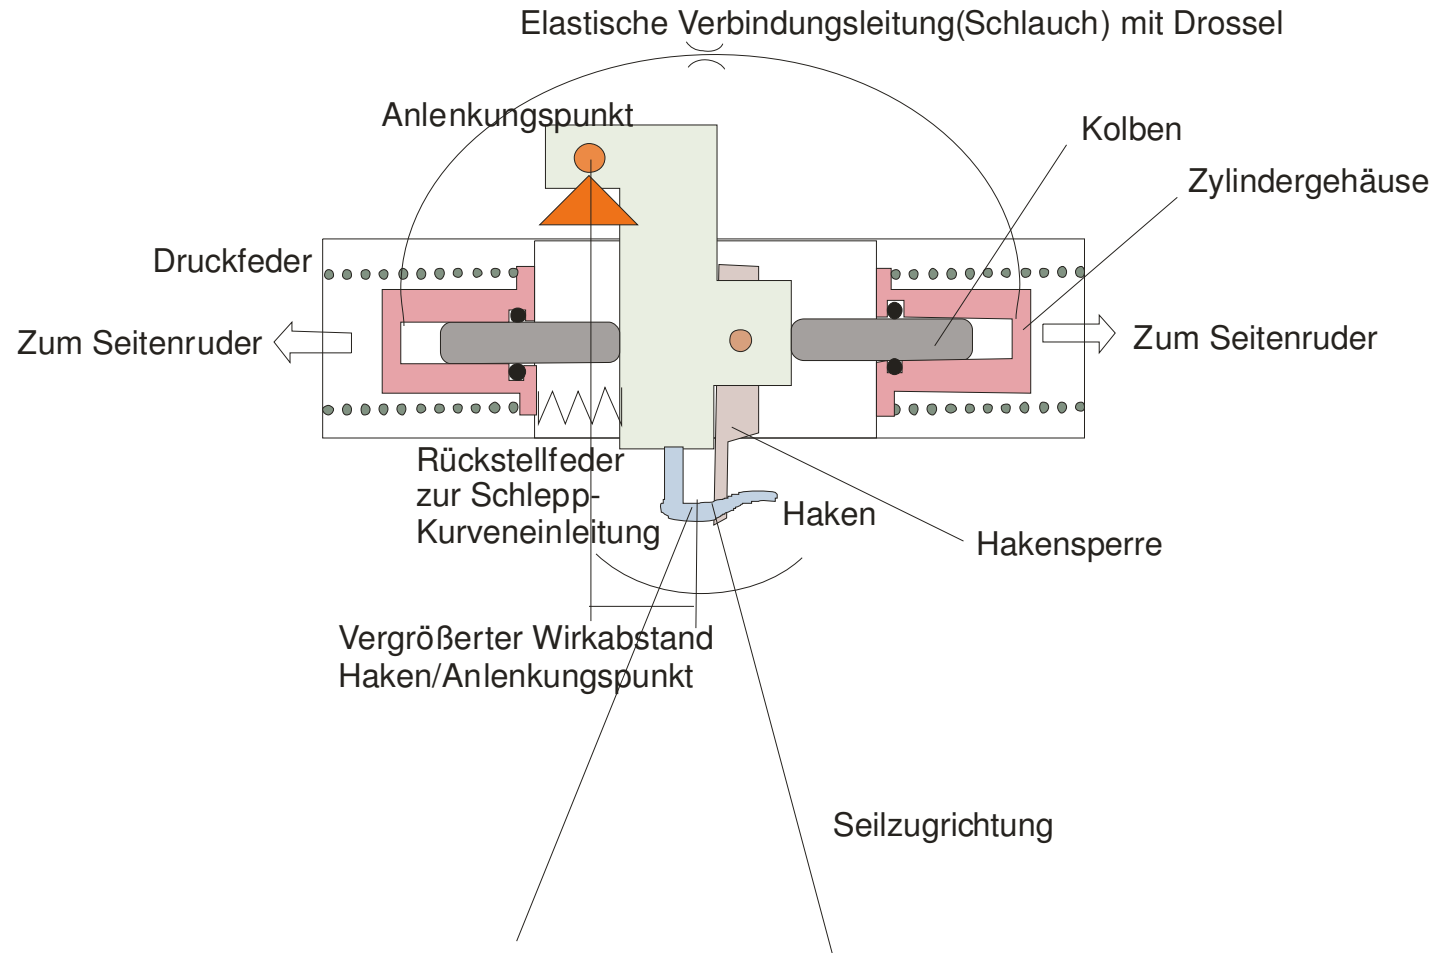 Elastische Verbindungsleitung(Schlauch) mit Drossel
Anlenkungspunkt
Kolben
Zylindergehäuse
Druckfeder
Zum Seitenruder
Zum Seitenruder
Rückstellfeder
zur Schlepp-
Kurveneinleitung
Haken
Hakensperre
Vergrößerter Wirkabstand
Haken/Anlenkungspunkt
Seilzugrichtung